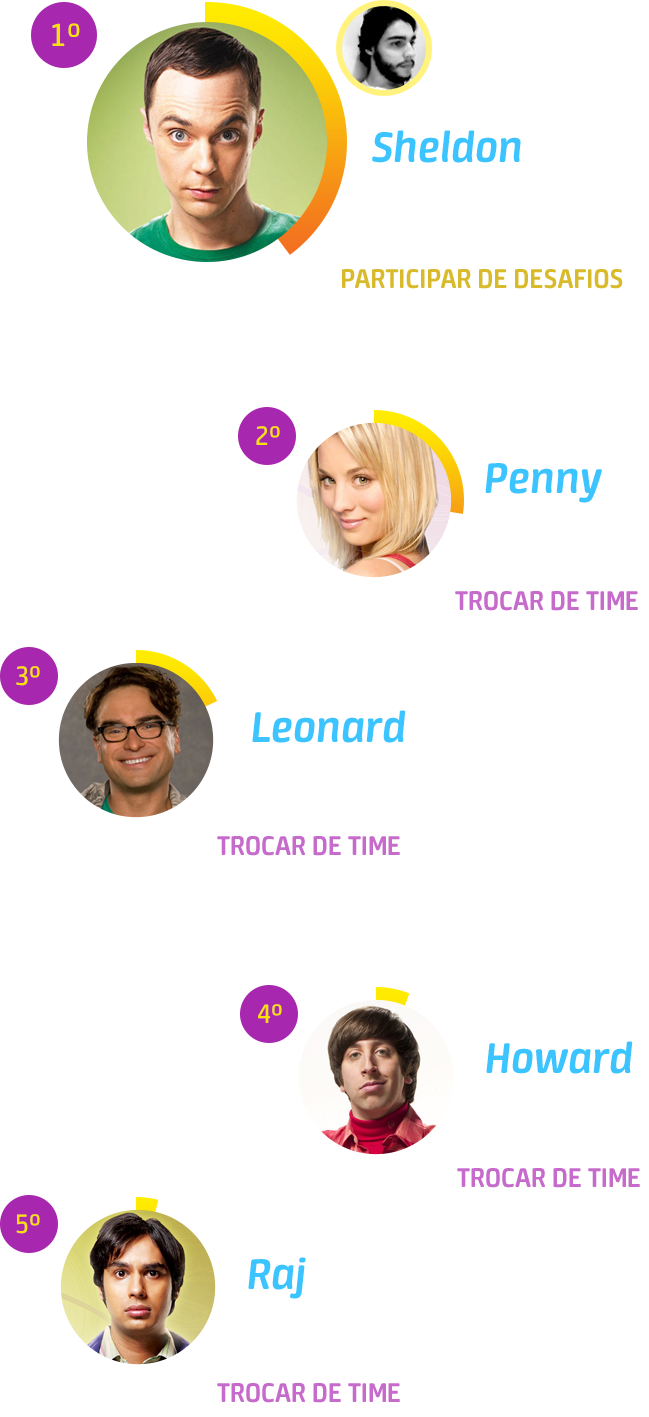 1º
Sheldon
PARTICIPAR DE DESAFIOS
2º
Penny
TROCAR DE TIME
3º
Leonard
TROCAR DE TIME
4º
Howard
TROCAR DE TIME
5º
Raj
TROCAR DE TIME